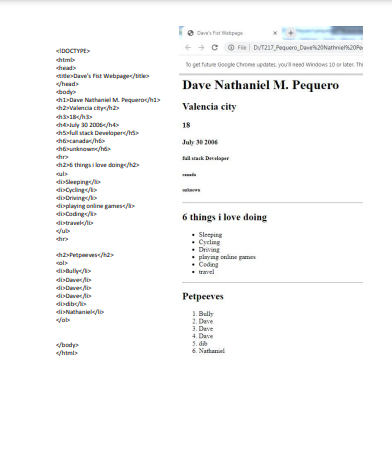 <!DOCTYPE>
<html>
<head>
<title>Dave's Fist Webpage</title>
</head>
<body>
<h1>Dave Nathaniel M. Pequero</h1>
<h2>Valencia city</h2>
<h3>18</h3>
<h4>July 30 2006</h4>
<h5>full stack Developer</h5>
<h6>canada</h6>
<h6>unknown</h6>
<hr>
<h2>6 things i love doing</h2>
<ul>
<li>Sleeping</li>
<li>Cycling</li>
<li>Driving</li>
<li>playing online games</li>
<li>Coding</li>
<li>travel</li>
</ul>
<hr>
<h2>Petpeeves</h2>
<ol>
<li>Bully</li>
<li>Dave</li>
<li>Dave</li>
<li>Dave</li>
<li>dib</li>
<li>Nathaniel</li>
</ol>
</body>
</html>
Dave's Fist Webpage
File | D:/T217_Pequero_Dave%20Nathniel%20Pe
To get future Google Chrome updates, you'll need Windows 10 or later. Thi
Dave Nathaniel M. Pequero
Valencia city
18
July 30 2006
full stack Developer
canada
unknown
6 things i love doing
• Sleeping
• Cycling
• Driving
• playing online games
• Coding
• travel
Petpeeves
1. Bully
2. Dave
3. Dave
4. Dave
5. dib
6. Nathaniel